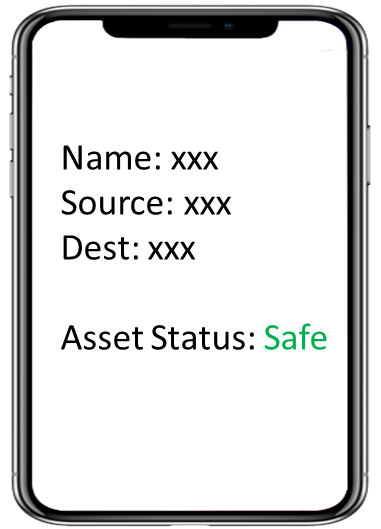 Name: xxx
Source: xxx
Dest: xxx
Asset Status: Safe